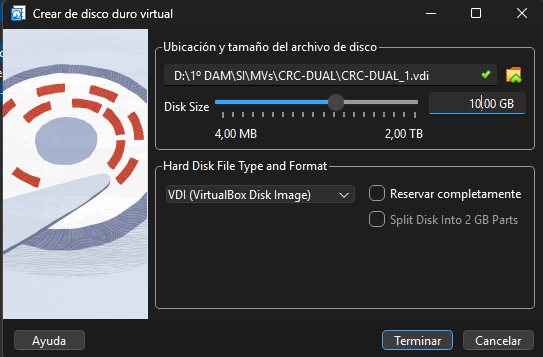 Crear de disco duro virtual
Ubicación y tamaño del archivo de disco
D:\1º DAM\SI\MVs\CRC-DUAL\CRC-DUAL_1.vdi
Disk Size
10,00 GB
4,00 MB
2,00 TB
Hard Disk File Type and Format
VDI (VirtualBox Disk Image)
Reservar completamente
Split Disk Into 2 GB Parts
Ayuda
Terminar
Cancelar